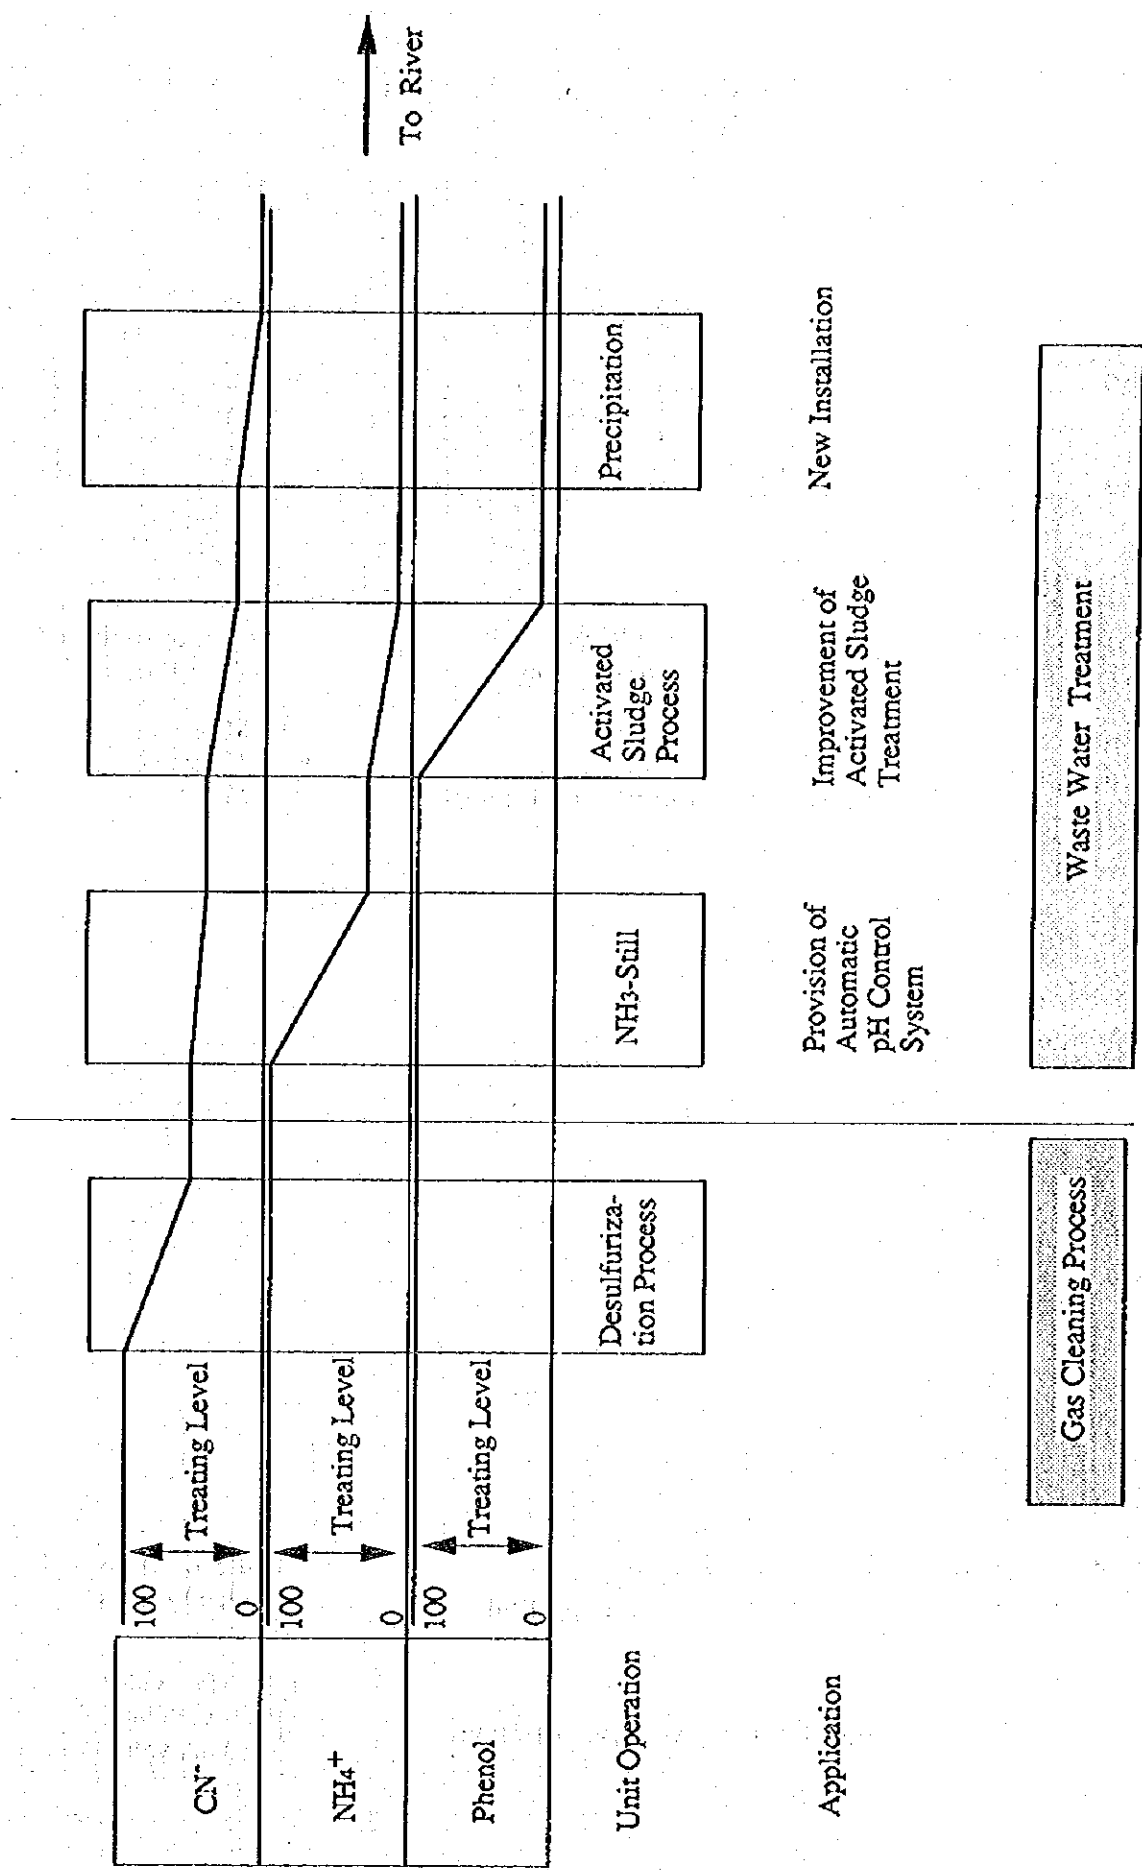 CN⁻
100
0
Treating Level
NH₄⁺
100
0
Treating Level
Phenol
100
0
Treating Level
To River
Unit Operation
Desulfuriza-
tion Process
NH₃-Still
Activated
Sludge
Process
Precipitation
Application
Provision of
Automatic
pH Control
System
Improvement of
Activated Sludge
Treatment
New Installation
Gas Cleaning Process
Waste Water Treatment